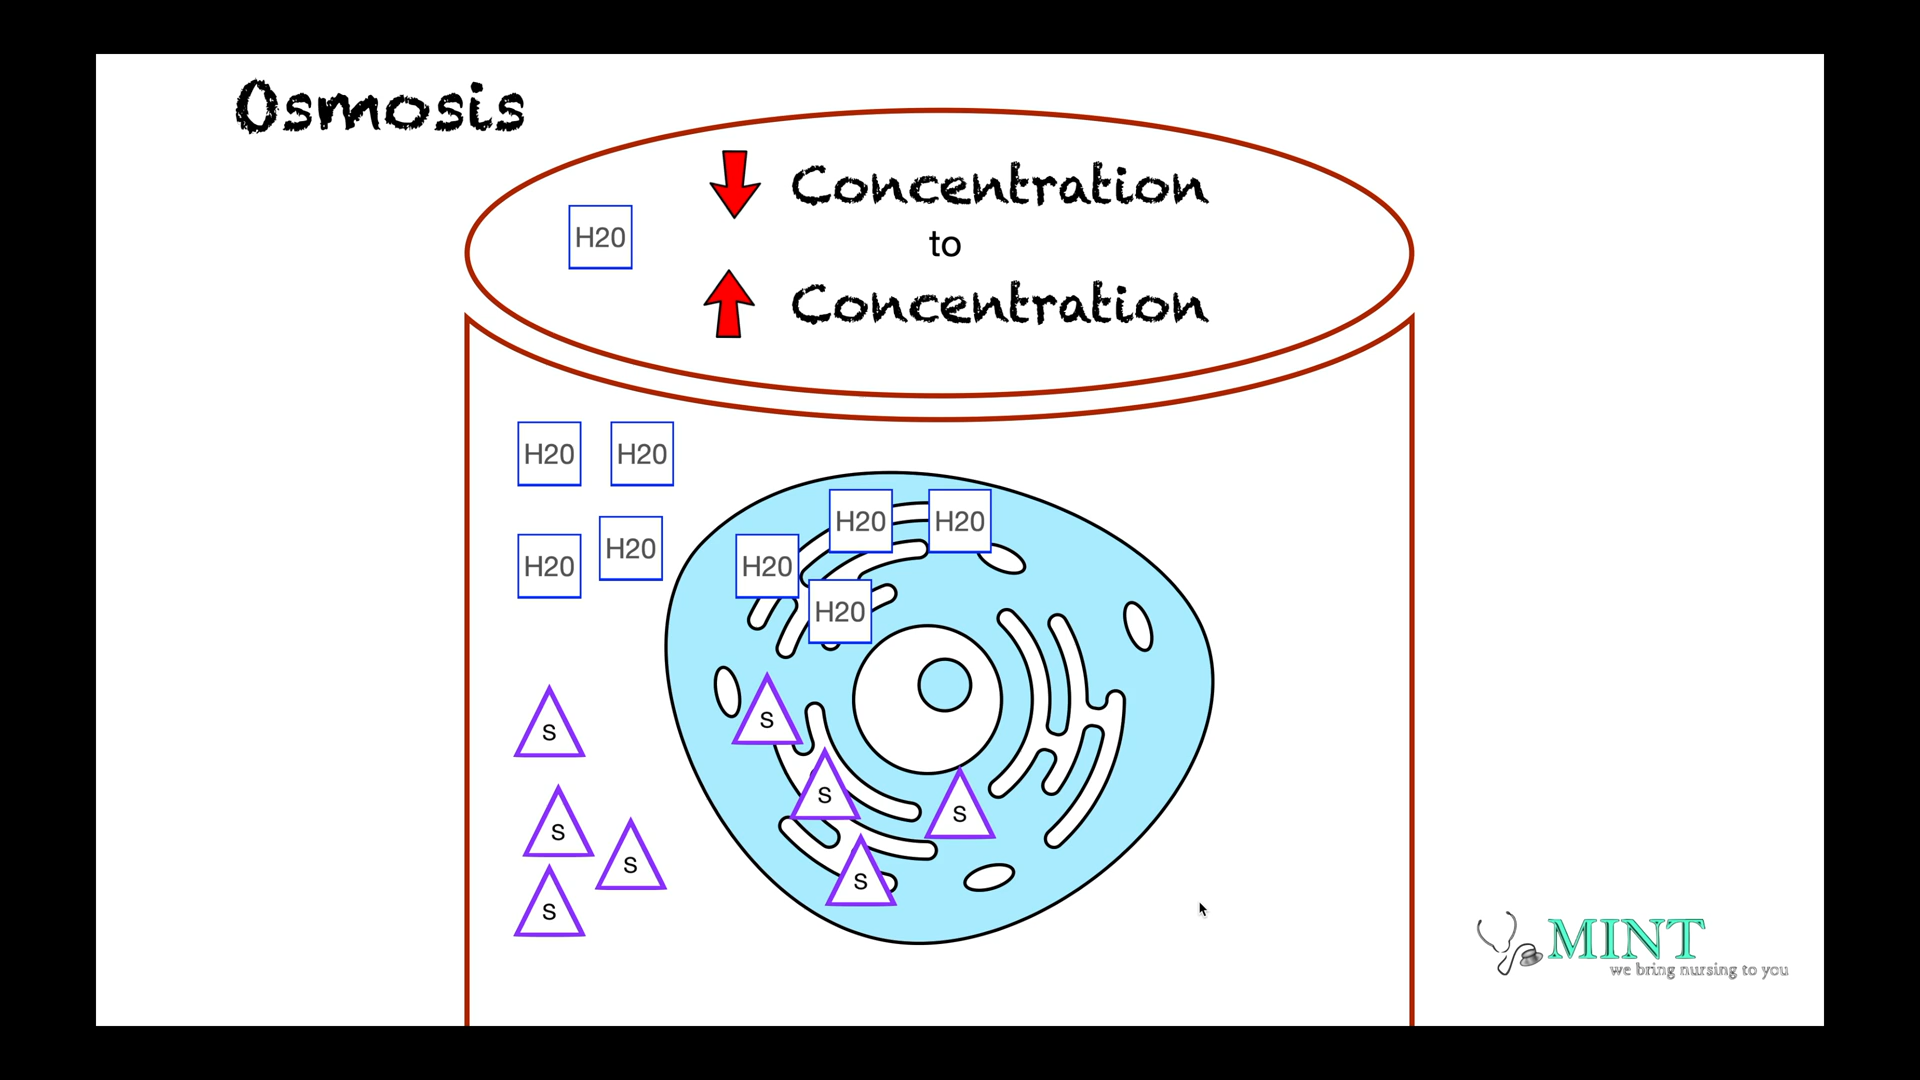 Osmosis
Concentration
H20
to
Concentration
H20 H20
H20 H20
H20 H20
H20 H20
S
S
S
S
S
S
S
S
MINT
we bring nursing to you